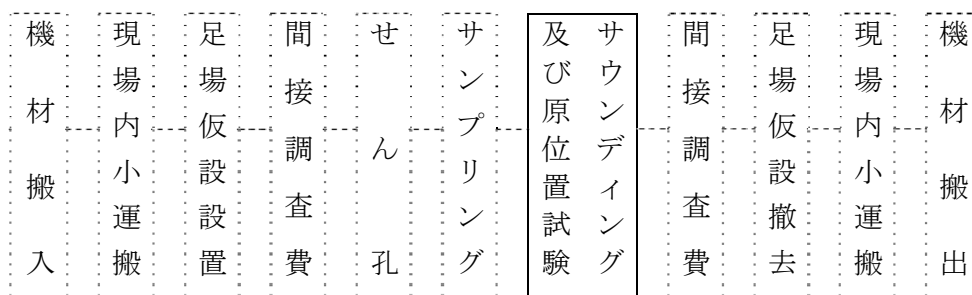 機材搬入
現場内小運搬
足場仮設設置
間接調査費
せん孔
サンプリング
サウンディング
及び原位置試験
間接調査費
足場仮設撤去
現場内小運搬
機材搬出